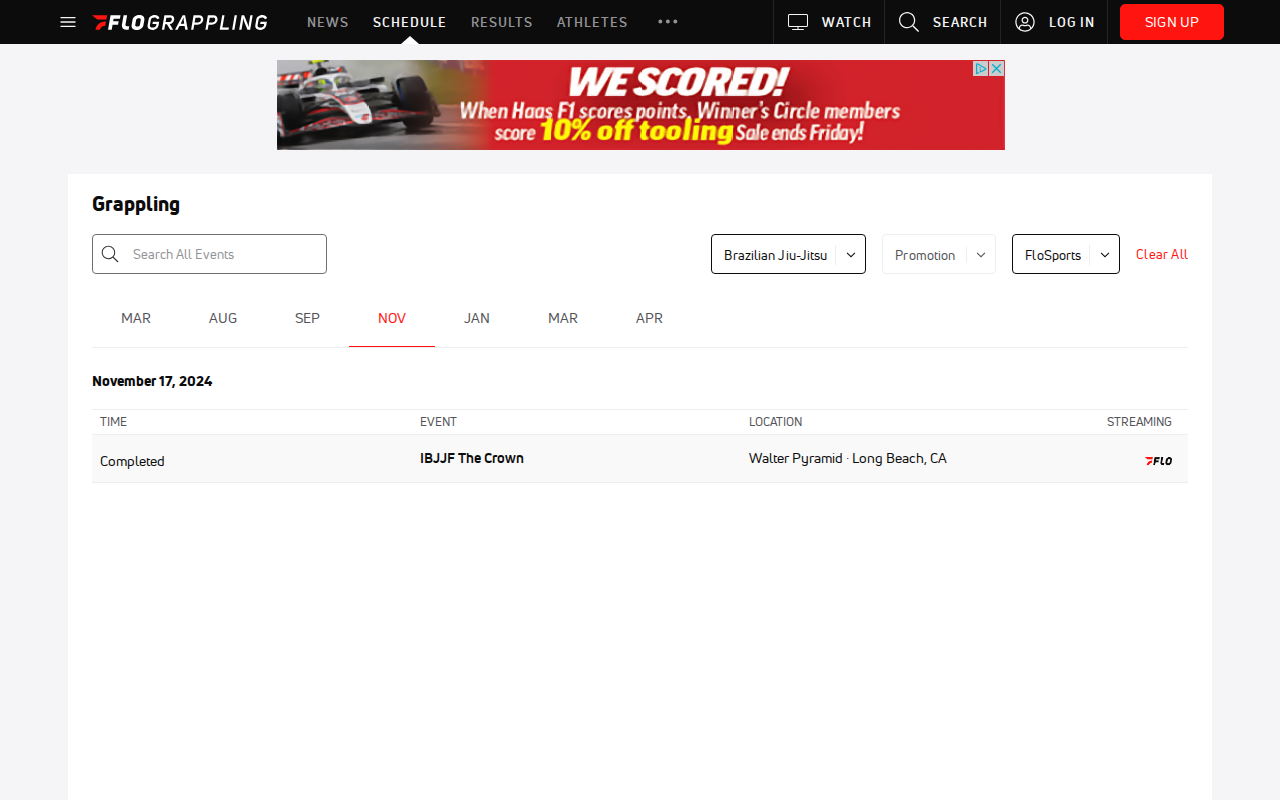 FLOGRAPPLING NEWS SCHEDULE RESULTS ATHLETES WATCH SEARCH LOG IN SIGN UP
WE SCORED!
When Haas F1 scores points, Winner's Circle members
score 10% off tooling Sale ends Friday!
Grappling
Search All Events Brazilian Jiu-Jitsu Promotion FloSports Clear All
MAR AUG SEP NOV JAN MAR APR
November 17, 2024
TIME EVENT LOCATION STREAMING
Completed IBJJF The Crown Walter Pyramid · Long Beach, CA FLO